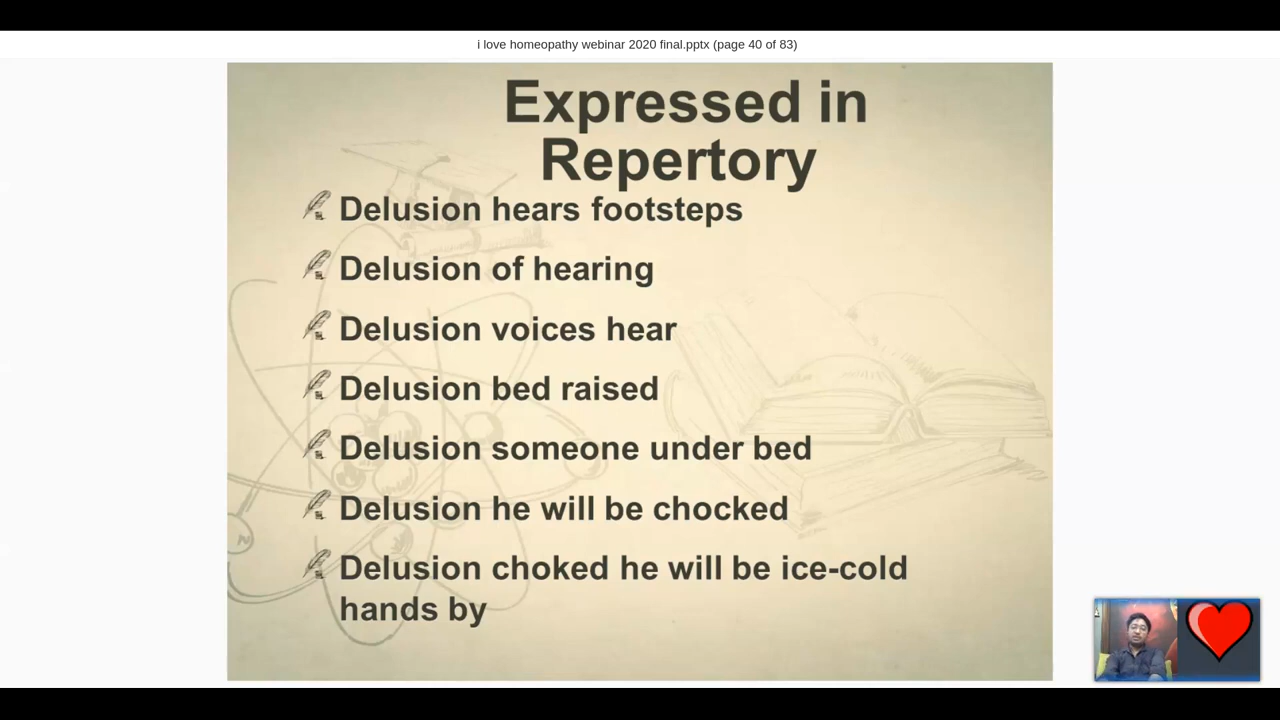 i love homeopathy webinar 2020 final.pptx (page 40 of 83)
Expressed in
Repertory
Delusion hears footsteps
Delusion of hearing
Delusion voices hear
Delusion bed raised
Delusion someone under bed
Delusion he will be chocked
Delusion choked he will be ice-cold
hands by
N